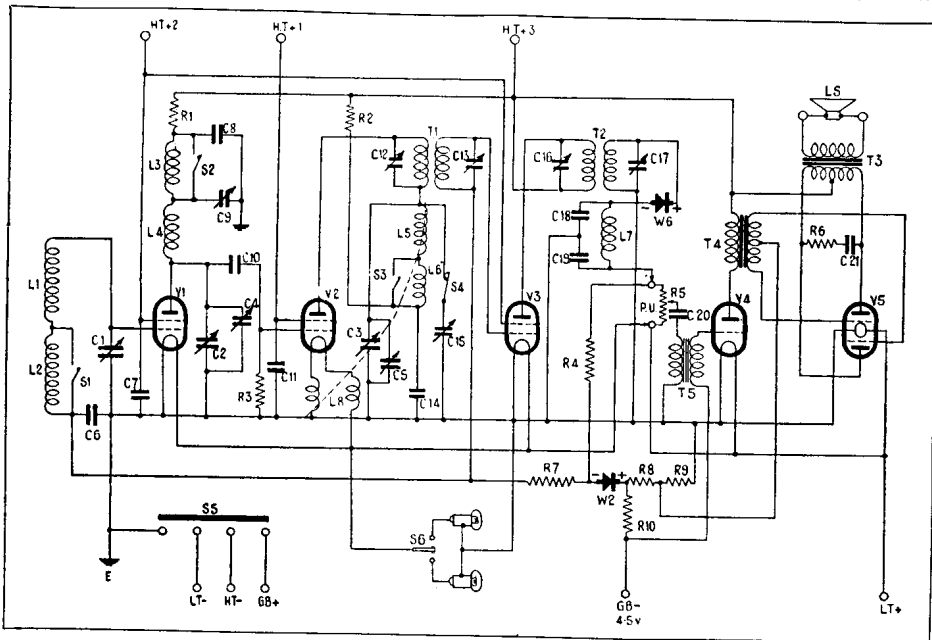 HT+2
HT+1
HT+3
LS
R1
C8
S2
L3
C9
L4
R2
C12
T1
C13
C16
T2
C17
T3
W6
C18
L7
C19
R6
C21
T4
L5
C10
L1
V1
C1
C2
C4
V2
S3
L6
S4
V3
P.U.
R5
C20
V4
V5
L2
S1
C3
C5
C15
R4
C7
R3
C11
L8
C14
T5
C6
R7
W2
R8
R9
R10
S5
S6
E
LT-
HT-
GB+
GB-
4·5v
LT+